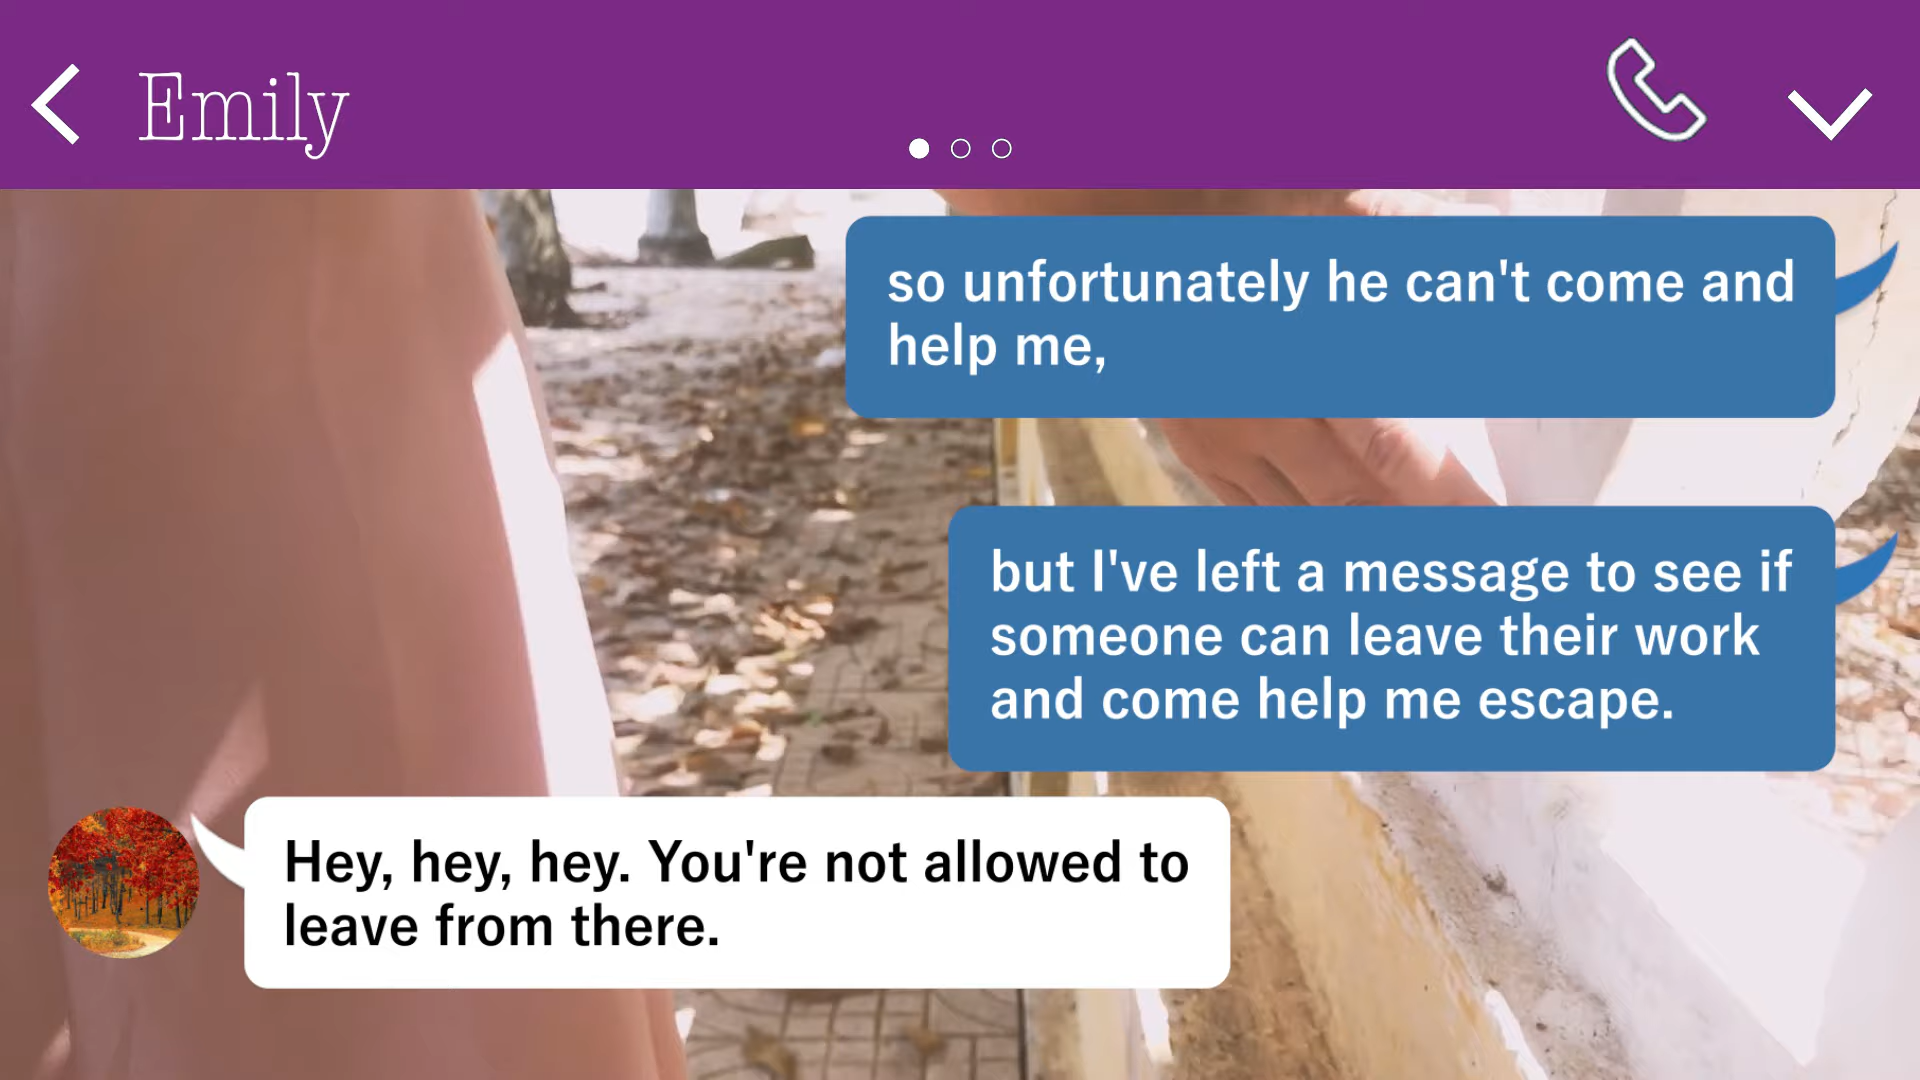 Emily
so unfortunately he can't come and
help me,
but I've left a message to see if
someone can leave their work
and come help me escape.
Hey, hey, hey. You're not allowed to
leave from there.